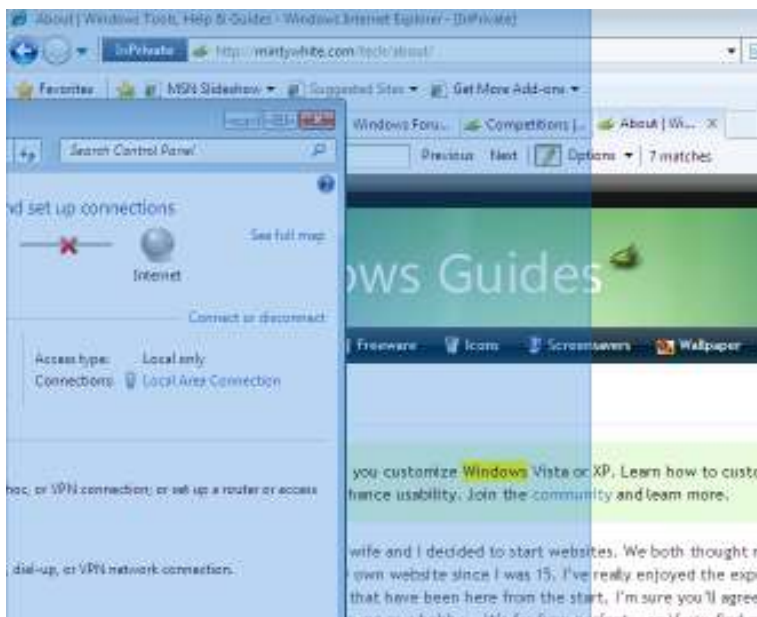 About | Windows Tools, Help & Guides - Windows Internet Explorer - [InPrivate]
InPrivate http://mintywhite.com/tech/about/
Favorites MSN Slideshow Suggested Sites Get More Add-ons
Windows Foru... Competitions |... About | Wi... X
Search Control Panel
Previous Next Options 7 matches
nd set up connections
See full map
Internet
ows Guides
Connect or disconnect
Freeware Icons Screensavers Wallpaper
Access type: Local only
Connections: Local Area Connection
you customize Windows Vista or XP. Learn how to custo
hoc, or VPN connection; or set up a router or access
hance usability. Join the community and learn more.
wife and I decided to start websites. We both thought
, dial-up, or VPN network connection.
own website since I was 15. I've really enjoyed the exp
that have been here from the start, I'm sure you'll agree